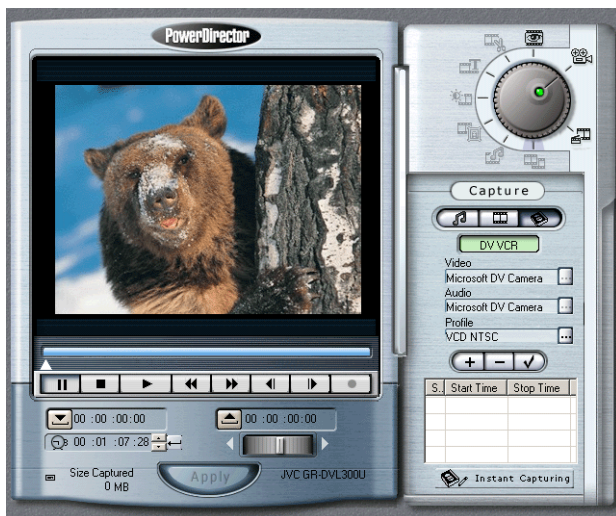 PowerDirector
Capture
DV VCR
Video
Microsoft DV Camera
Audio
Microsoft DV Camera
Profile
VCD NTSC
S.. Start Time Stop Time
00 :00 :00:00
00 :00 :00:00
00 :01 :07 :28
Size Captured
0 MB
Apply
JVC GR-DVL300U
Instant Capturing